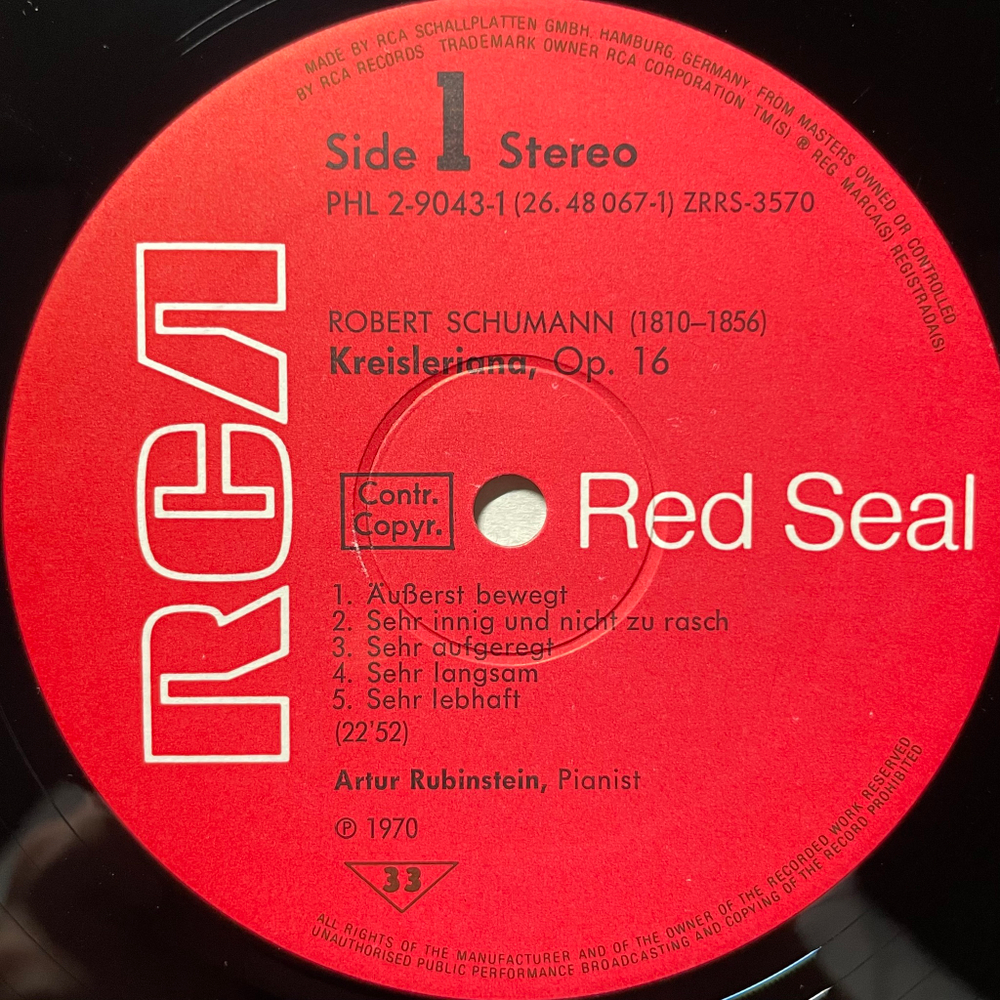 MADE BY RCA SCHALLPLATTEN GMBH, HAMBURG, GERMANY, FROM MASTERS OWNED OR CONTROLLED
BY RCA RECORDS TRADEMARK OWNER RCA CORPORATION TM(S) ® REG. MARCA(S) REGISTRADA(S)
Side 1 Stereo
PHL 2-9043-1 (26.48 067-1) ZRRS-3570
RCA
ROBERT SCHUMANN (1810–1856)
Kreisleriana, Op. 16
Contr.
Copyr.
Red Seal
1. Äußerst bewegt
2. Sehr innig und nicht zu rasch
3. Sehr aufgeregt
4. Sehr langsam
5. Sehr lebhaft
(22'52)
Artur Rubinstein, Pianist
℗ 1970
33
ALL RIGHTS OF THE MANUFACTURER AND OF THE OWNER OF THE RECORDED WORK RESERVED
UNAUTHORISED PUBLIC PERFORMANCE BROADCASTING AND COPYING OF THE RECORD PROHIBITED